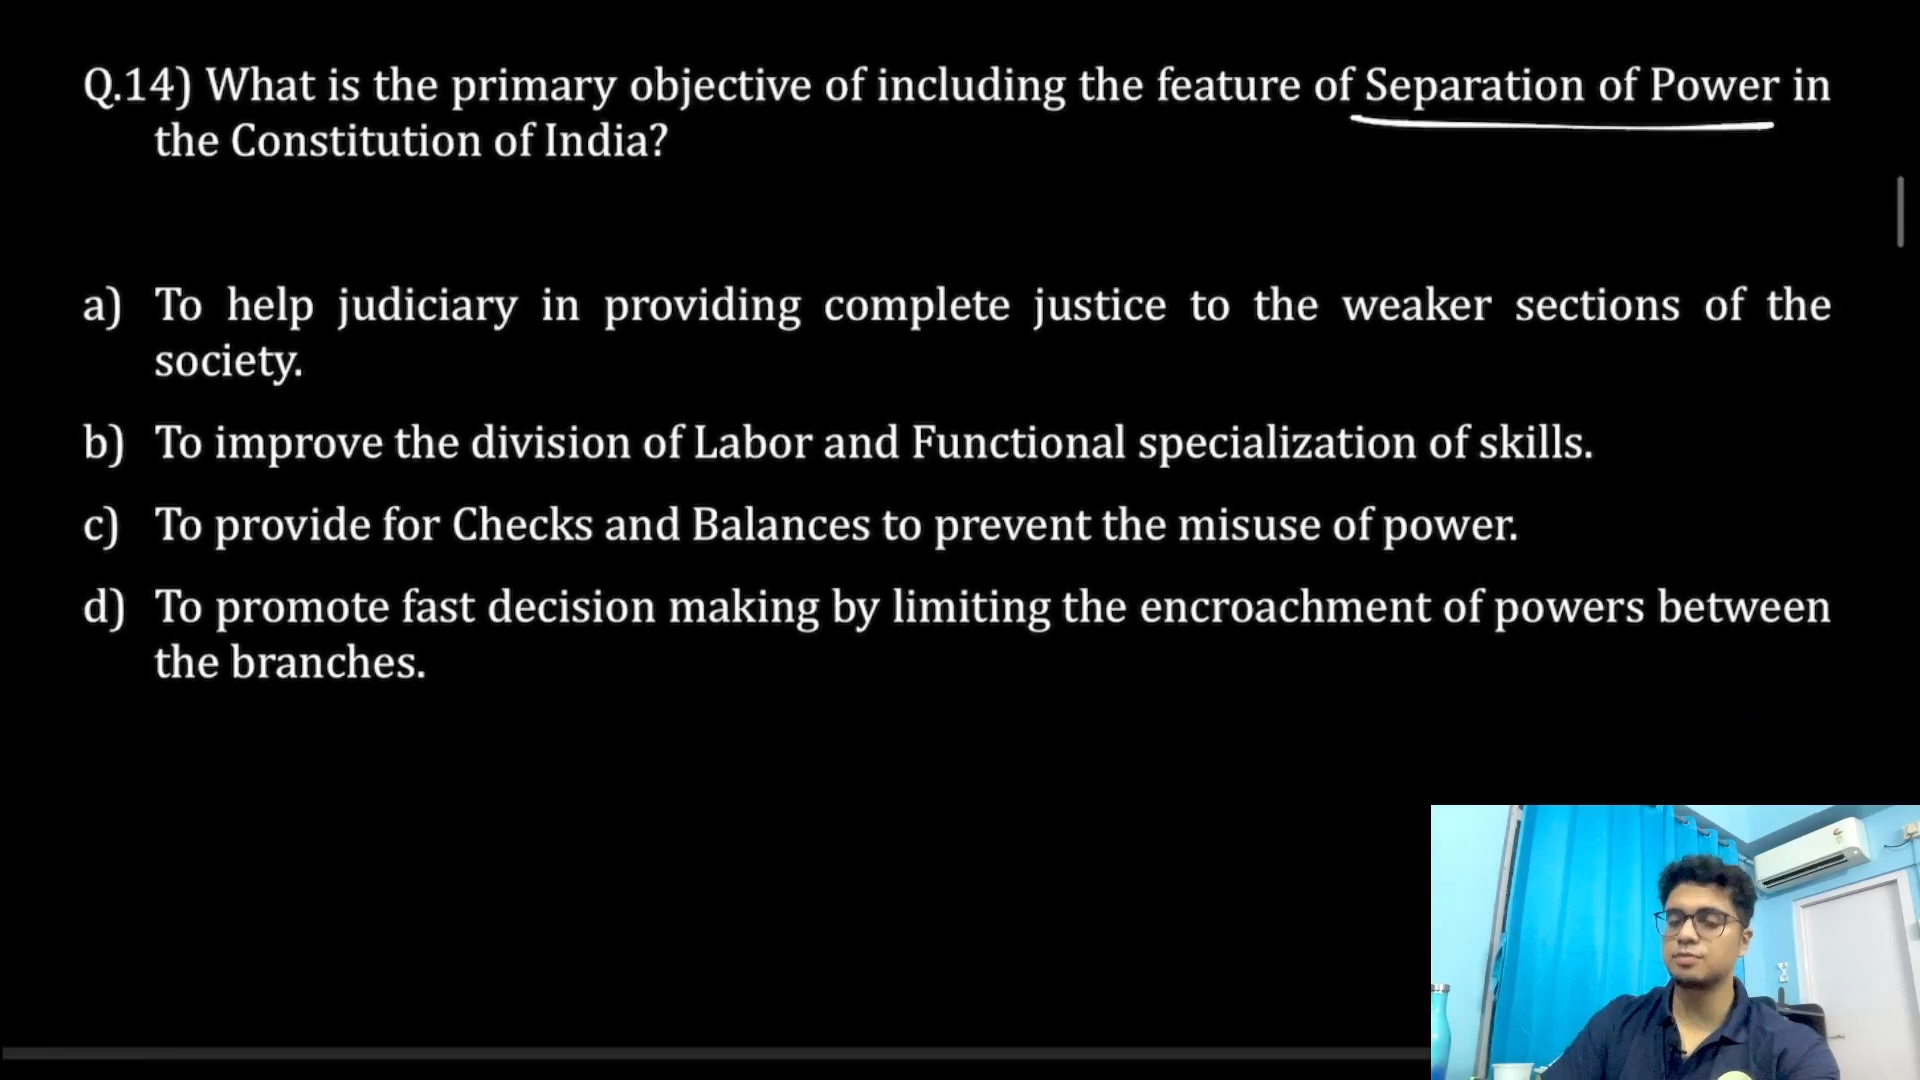 Q.14) What is the primary objective of including the feature of Separation of Power in
the Constitution of India?
a) To help judiciary in providing complete justice to the weaker sections of the
society.
b) To improve the division of Labor and Functional specialization of skills.
c) To provide for Checks and Balances to prevent the misuse of power.
d) To promote fast decision making by limiting the encroachment of powers between
the branches.